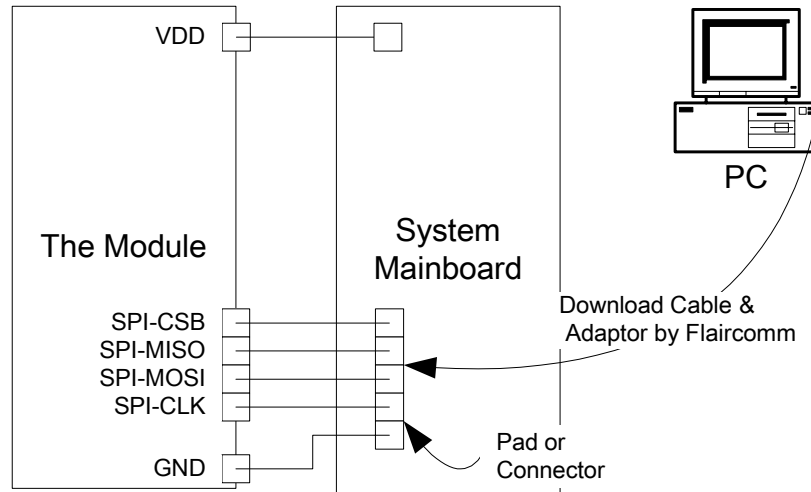 VDD
The Module
SPI-CSB
SPI-MISO
SPI-MOSI
SPI-CLK
GND
System
Mainboard
PC
Download Cable &
Adaptor by Flaircomm
Pad or
Connector